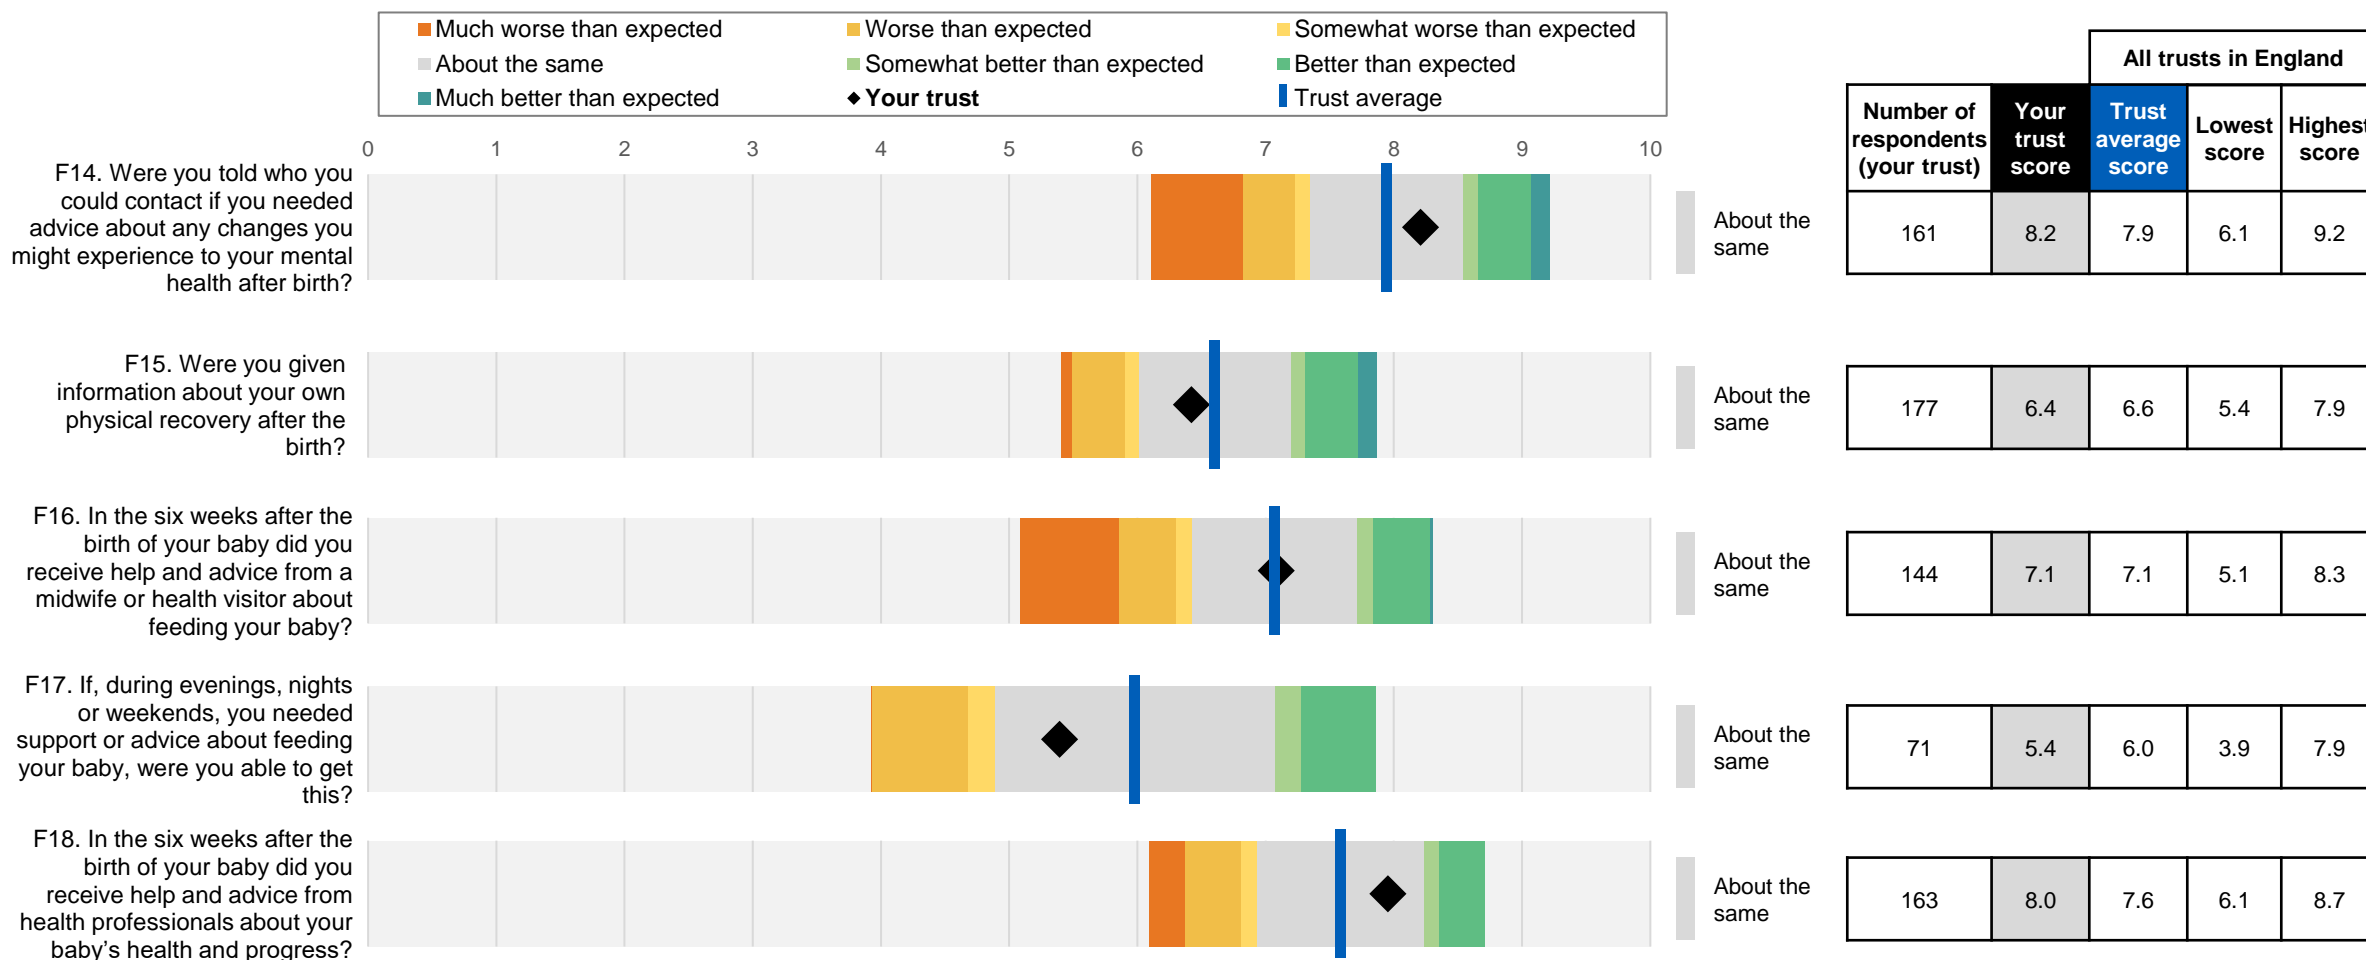 Much worse than expected
Worse than expected
Somewhat worse than expected
About the same
Somewhat better than expected
Better than expected
Much better than expected
Your trust
Trust average
All trusts in England
Number of
respondents
(your trust)
Your
trust
score
Trust
average
score
Lowest
score
Highest
score
0 1 2 3 4 5 6 7 8 9 10
F14. Were you told who you
could contact if you needed
advice about any changes you
might experience to your mental
health after birth?
About the
same
161 8.2 7.9 6.1 9.2
F15. Were you given
information about your own
physical recovery after the
birth?
About the
same
177 6.4 6.6 5.4 7.9
F16. In the six weeks after the
birth of your baby did you
receive help and advice from a
midwife or health visitor about
feeding your baby?
About the
same
144 7.1 7.1 5.1 8.3
F17. If, during evenings, nights
or weekends, you needed
support or advice about feeding
your baby, were you able to get
this?
About the
same
71 5.4 6.0 3.9 7.9
F18. In the six weeks after the
birth of your baby did you
receive help and advice from
health professionals about your
baby’s health and progress?
About the
same
163 8.0 7.6 6.1 8.7